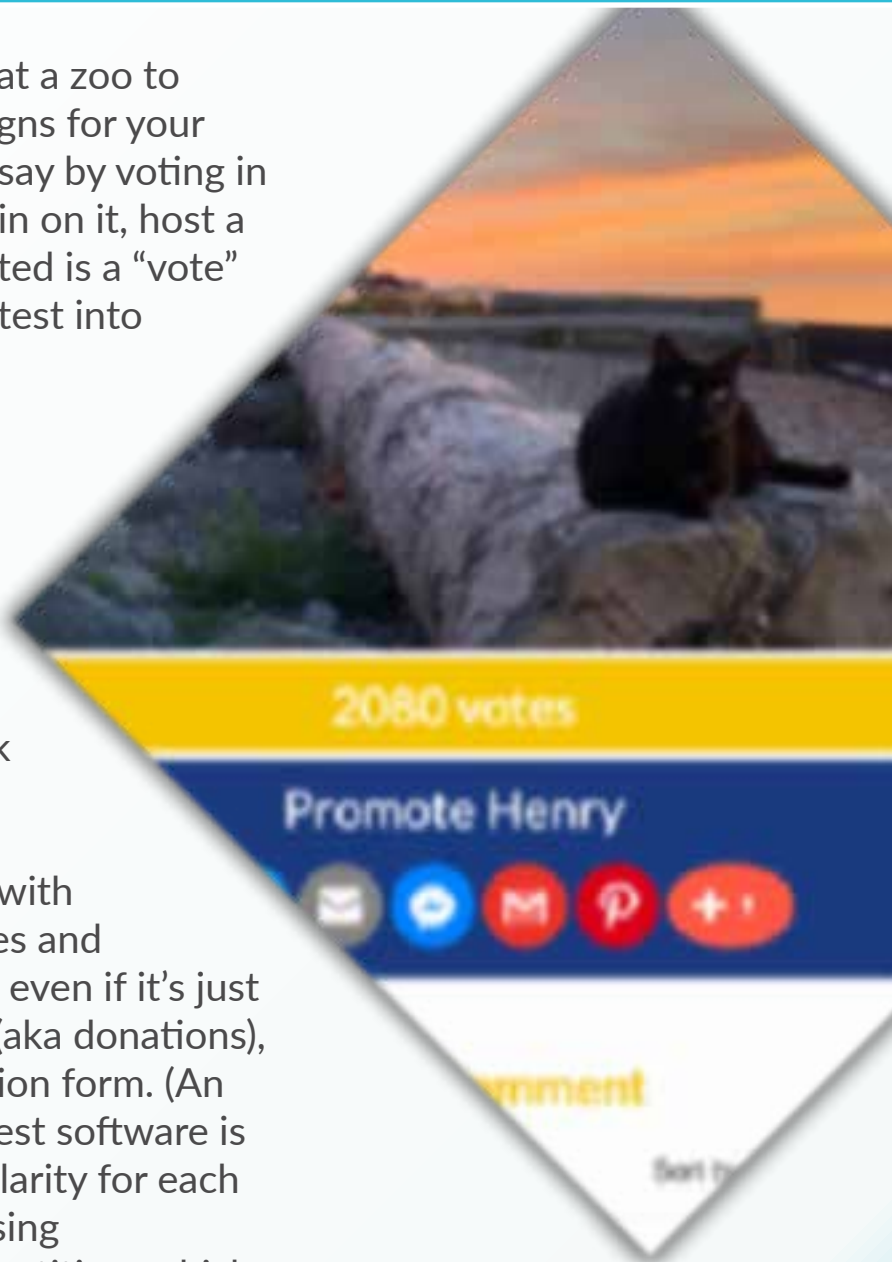 at a zoo to
gns for your
say by voting in
in on it, host a
ted is a “vote”
test into
2080 votes
k
Promote Henry
with
es and
even if it’s just
(aka donations),
omment
ion form. (An
est software is
Sort
larity for each
sing